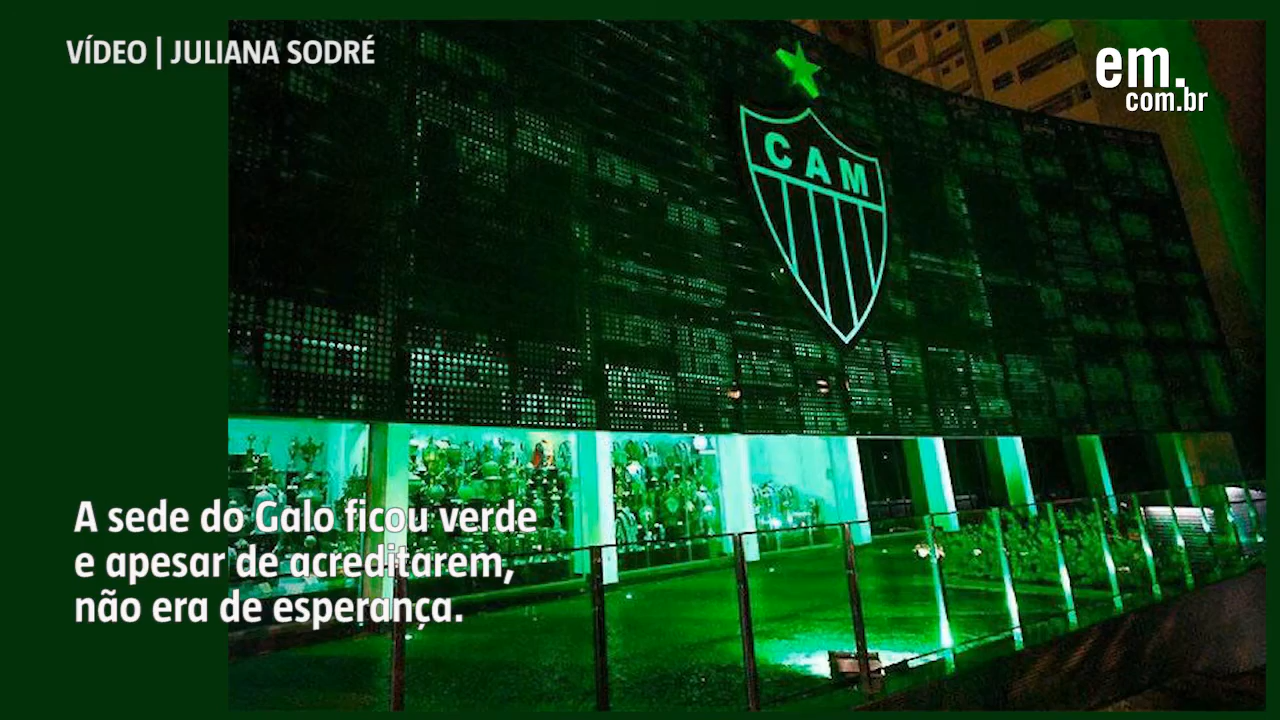 VÍDEO | JULIANA SODRÉ
em.
com.br
CAM
A sede do Galo ficou verde
e apesar de acreditarem,
não era de esperança.